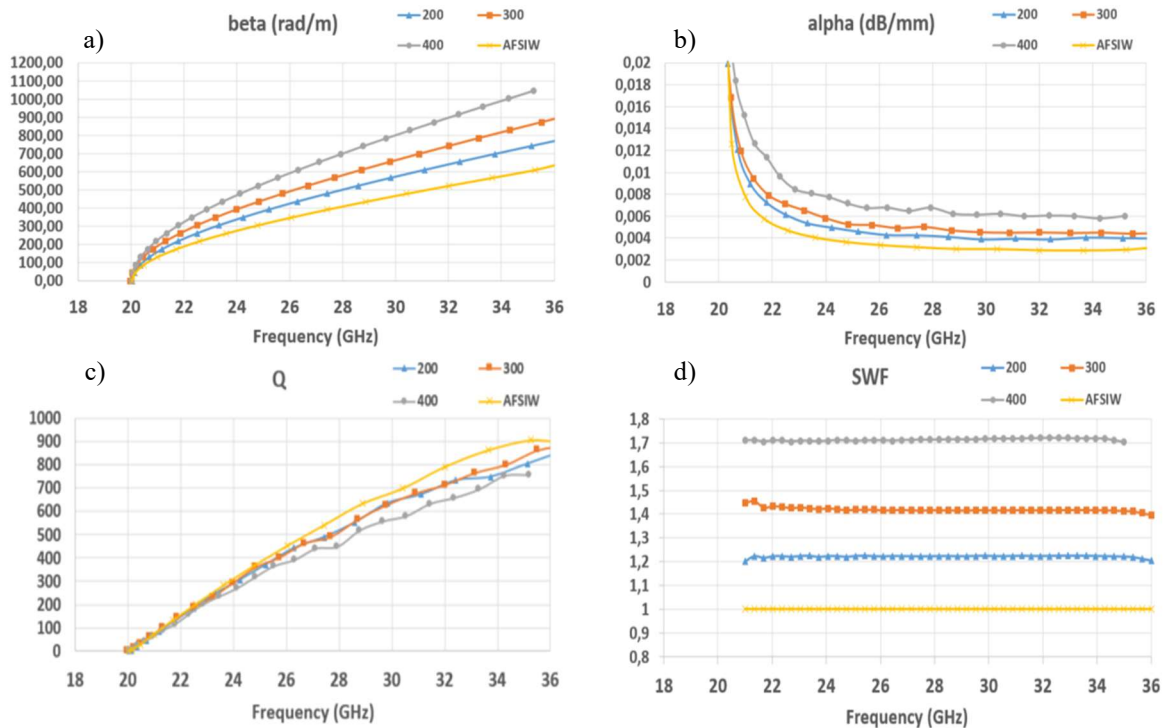 a)
beta (rad/m)
200
300
400
AFSIW
1200,00
1100,00
1000,00
900,00
800,00
700,00
600,00
500,00
400,00
300,00
200,00
100,00
0,00
18 20 22 24 26 28 30 32 34 36
Frequency (GHz)
b)
alpha (dB/mm)
200
300
400
AFSIW
0,02
0,018
0,016
0,014
0,012
0,01
0,008
0,006
0,004
0,002
0
18 20 22 24 26 28 30 32 34 36
Frequency (GHz)
c)
Q
200
300
400
AFSIW
1000
900
800
700
600
500
400
300
200
100
0
18 20 22 24 26 28 30 32 34 36
Frequency (GHz)
d)
SWF
200
300
400
AFSIW
1,8
1,7
1,6
1,5
1,4
1,3
1,2
1,1
1
0,9
0,8
18 20 22 24 26 28 30 32 34 36
Frequency (GHz)